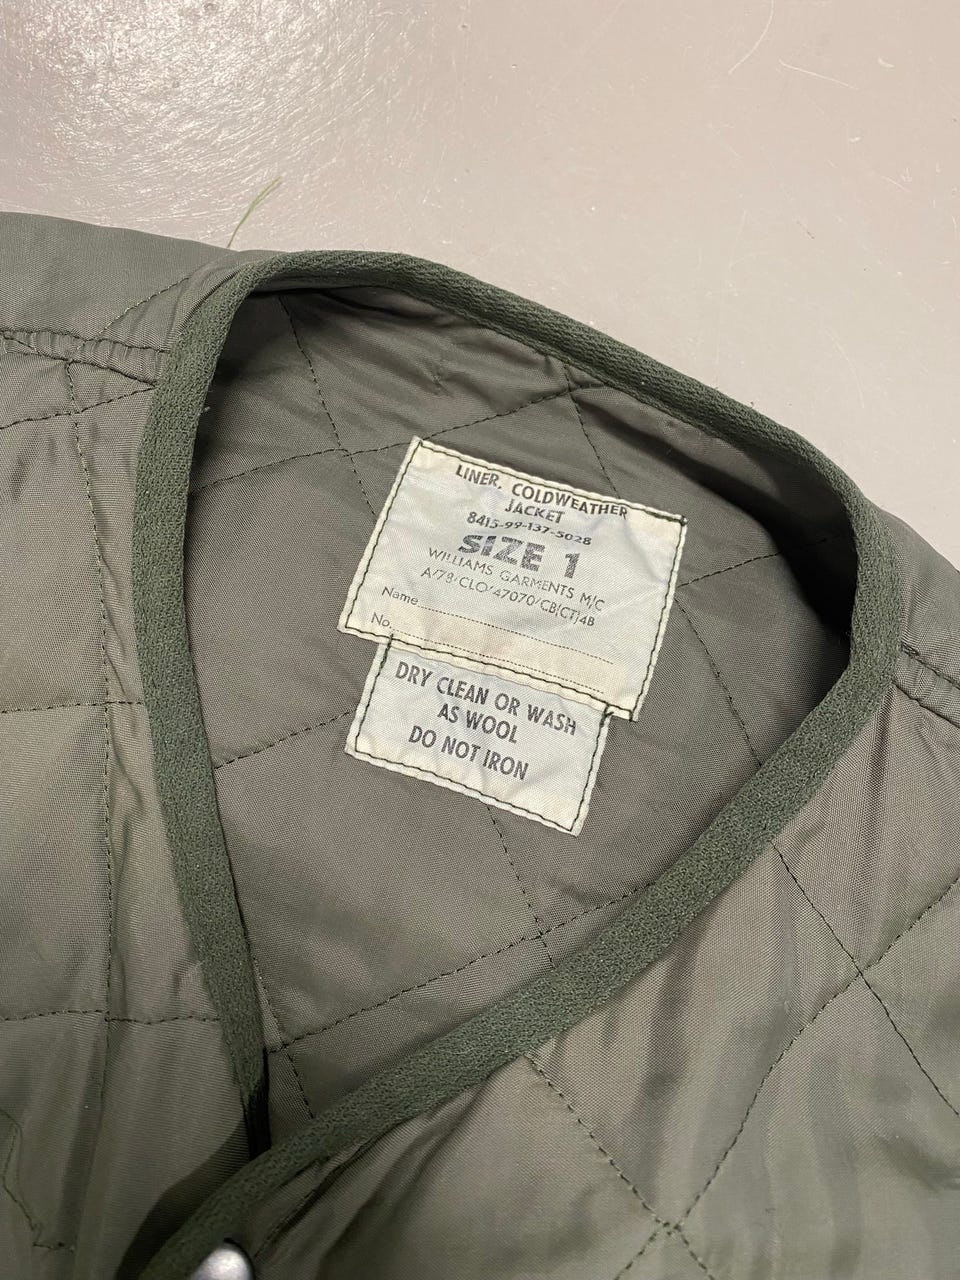 LINER, COLDWEATHER
JACKET
8415-99-137-5028
SIZE 1
WILLIAMS GARMENTS M/C
A/78/CLO/47070/CB(CT)4B
Name
No.
DRY CLEAN OR WASH
AS WOOL
DO NOT IRON